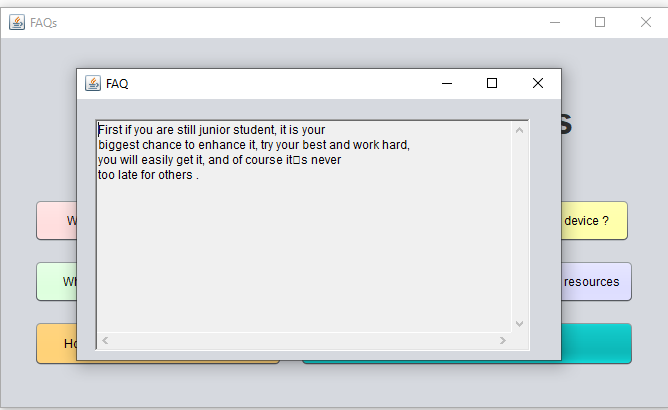 FAQs
FAQ
s
First if you are still junior student, it is your
biggest chance to enhance it, try your best and work hard,
you will easily get it, and of course it□s never
too late for others .
device ?
resources